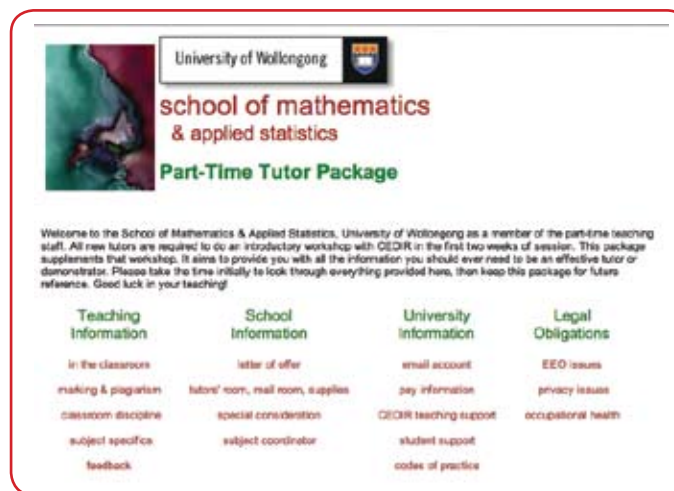 University of Wollongong
school of mathematics
& applied statistics
Part-Time Tutor Package
Welcome to the School of Mathematics & Applied Statistics, University of Wollongong as a member of the part-time teaching
staff. All new tutors are required to do an introductory workshop with CEDIR in the first two weeks of session. This package
supplements that workshop. It aims to provide you with all the information you should ever need to be an effective tutor or
demonstrator. Please take the time initially to look through everything provided here, then keep this package for future
reference. Good luck in your teaching!
Teaching
Information
in the classroom
marking & plagiarism
classroom discipline
subject specifics
feedback
School
Information
letter of offer
tutors' room, mail room, supplies
special consideration
subject coordinator
University
Information
email account
pay information
CEDIR teaching support
student support
codes of practice
Legal
Obligations
EEO issues
privacy issues
occupational health